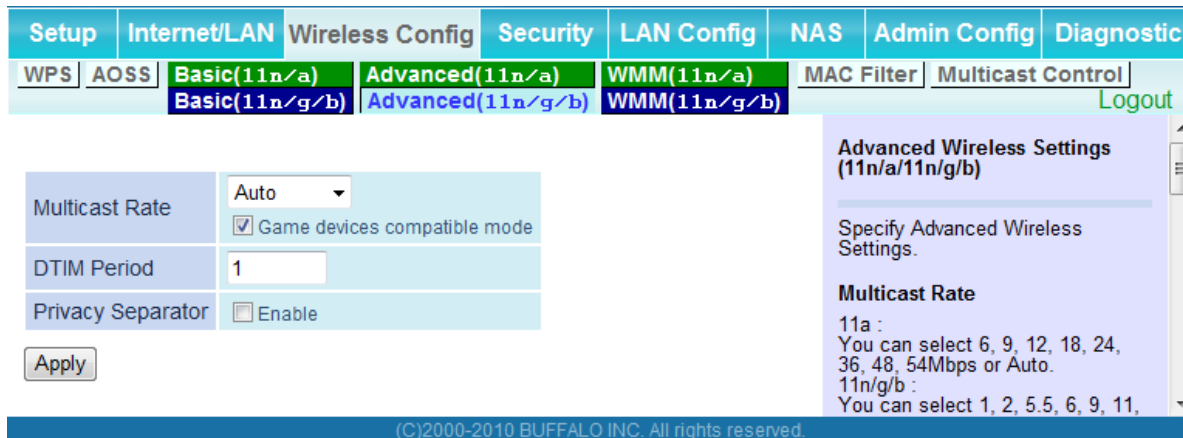 Setup Internet/LAN Wireless Config Security LAN Config NAS Admin Config Diagnostic
WPS AOSS Basic(11n/a) Advanced(11n/a) WMM(11n/a) MAC Filter Multicast Control
Basic(11n/g/b) Advanced(11n/g/b) WMM(11n/g/b)
Logout
Multicast Rate
Auto
Game devices compatible mode
DTIM Period 1
Privacy Separator Enable
Apply
Advanced Wireless Settings
(11n/a/11n/g/b)
Specify Advanced Wireless
Settings.
Multicast Rate
11a :
You can select 6, 9, 12, 18, 24,
36, 48, 54Mbps or Auto.
11n/g/b :
You can select 1, 2, 5.5, 6, 9, 11,
(C)2000-2010 BUFFALO INC. All rights reserved.